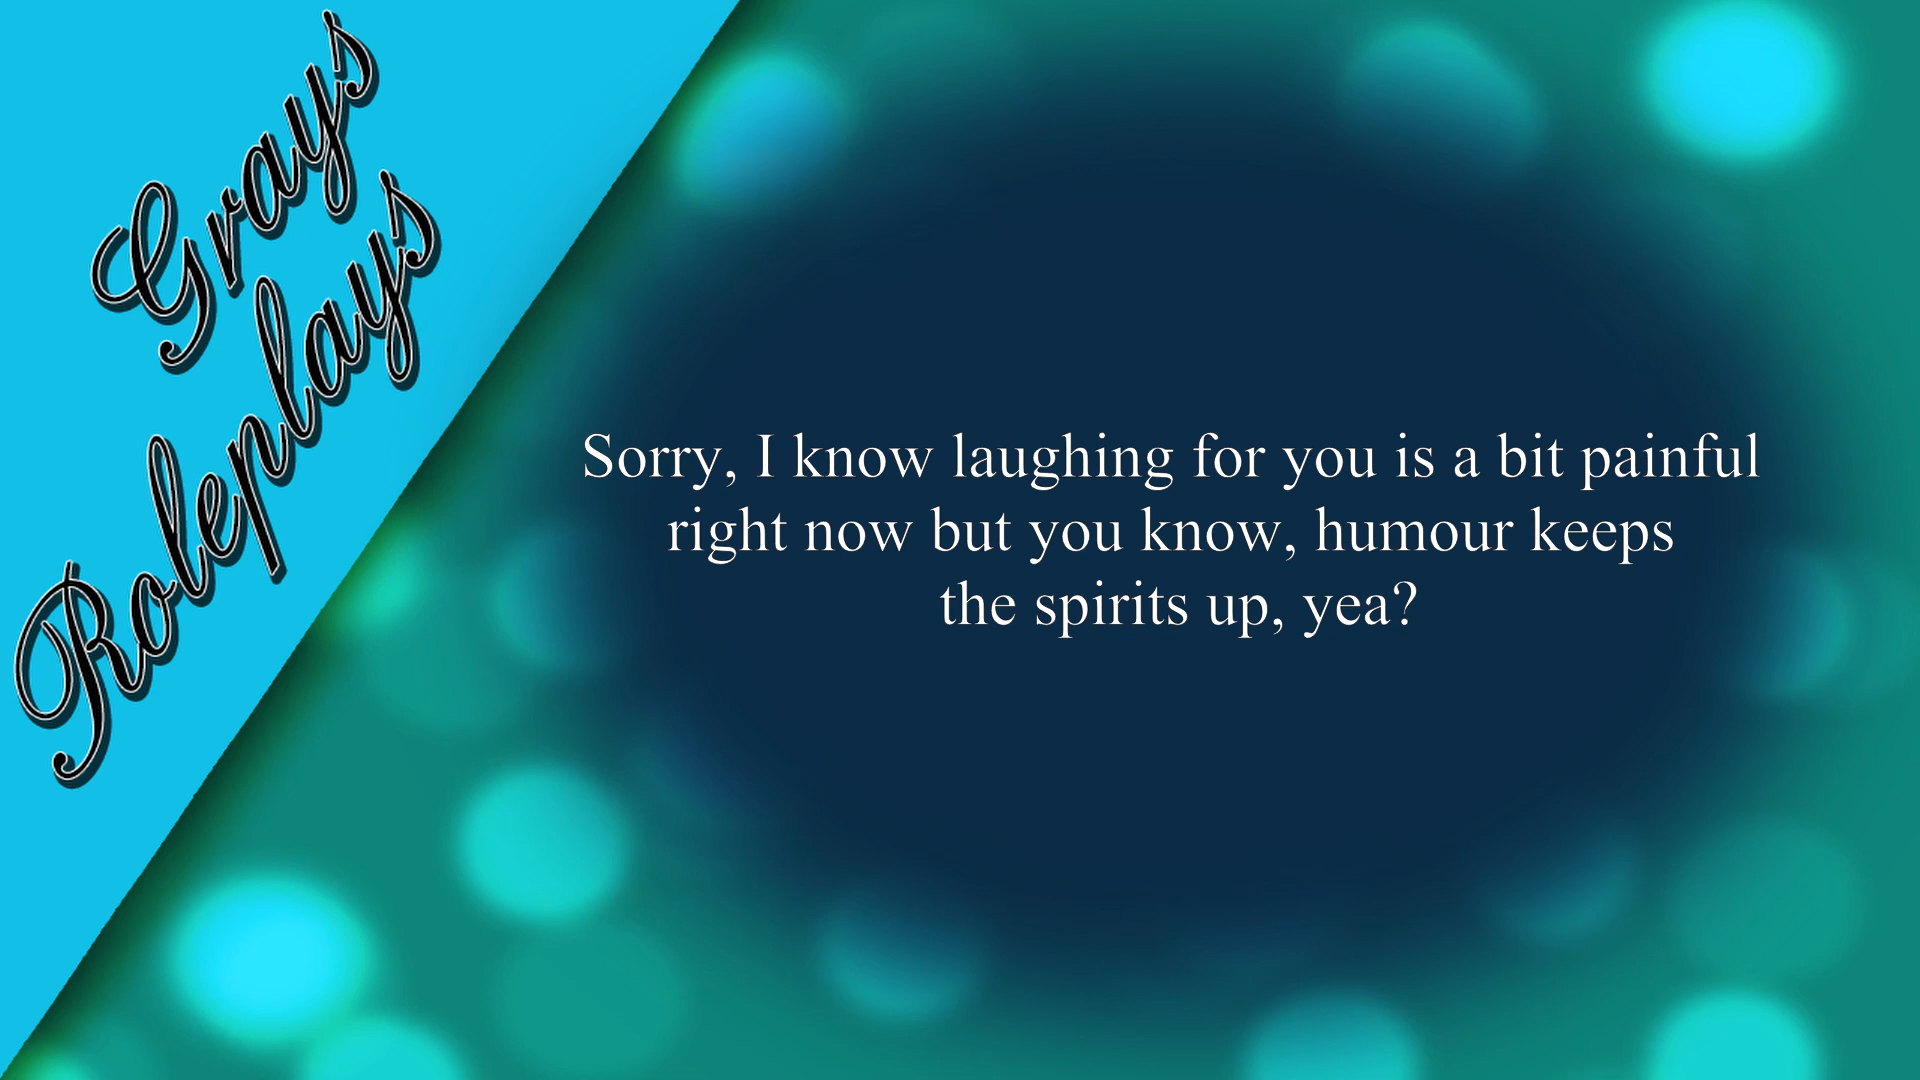 Grays
Roleplays
Sorry, I know laughing for you is a bit painful
right now but you know, humour keeps
the spirits up, yea?